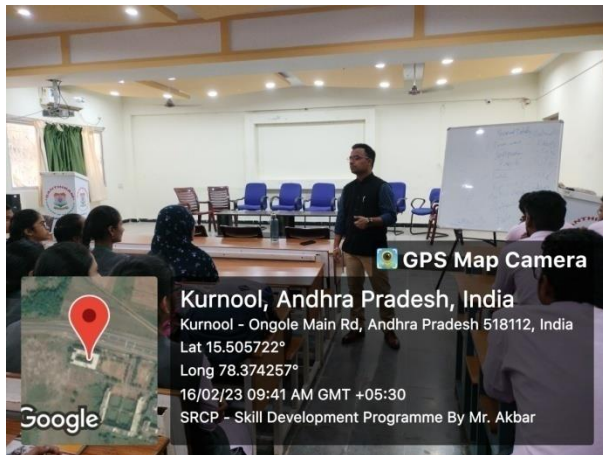 GPS Map Camera
Kurnool, Andhra Pradesh, India
Kurnool - Ongole Main Rd, Andhra Pradesh 518112, India
Lat 15.505722°
Long 78.374257°
16/02/23 09:41 AM GMT +05:30
SRCP - Skill Development Programme By Mr. Akbar
Google